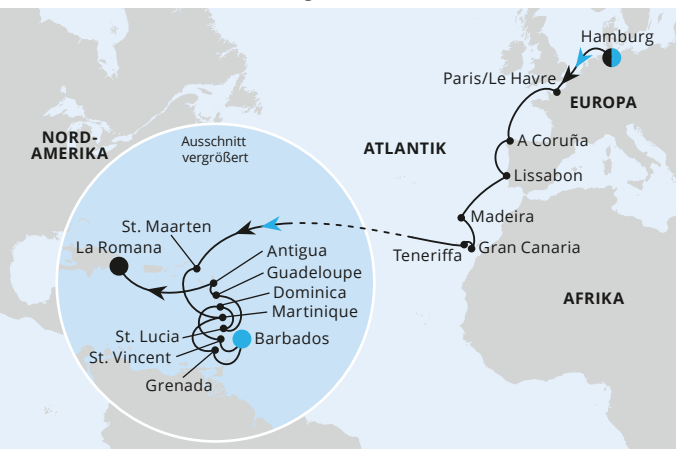 Hamburg
Paris/Le Havre
EUROPA
NORD-
AMERIKA
Ausschnitt
vergrößert
ATLANTIK
A Coruña
Lissabon
Madeira
St. Maarten
La Romana
Antigua
Teneriffa
Gran Canaria
Guadeloupe
Dominica
AFRIKA
Martinique
St. Lucia
Barbados
St. Vincent
Grenada